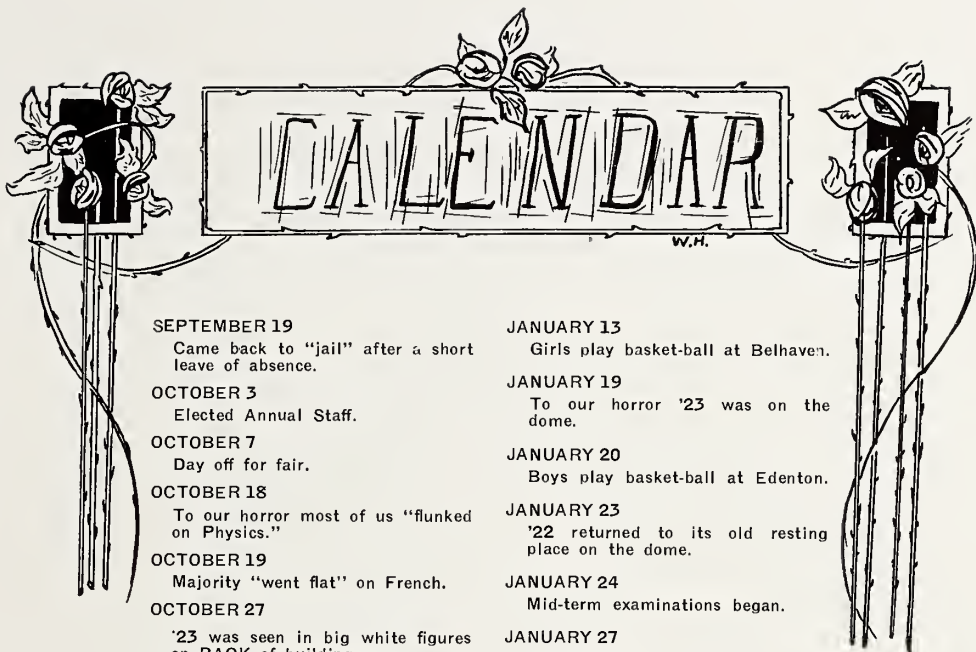 CALENDAR
W.H.
SEPTEMBER 19
Came back to "jail" after a short
leave of absence.
OCTOBER 3
Elected Annual Staff.
OCTOBER 7
Day off for fair.
OCTOBER 18
To our horror most of us "flunked
on Physics."
OCTOBER 19
Majority "went flat" on French.
OCTOBER 27
'23 was seen in big white figures
on BACK of building
JANUARY 13
Girls play basket-ball at Belhaven.
JANUARY 19
To our horror '23 was on the
dome.
JANUARY 20
Boys play basket-ball at Edenton.
JANUARY 23
'22 returned to its old resting
place on the dome.
JANUARY 24
Mid-term examinations began.
JANUARY 27